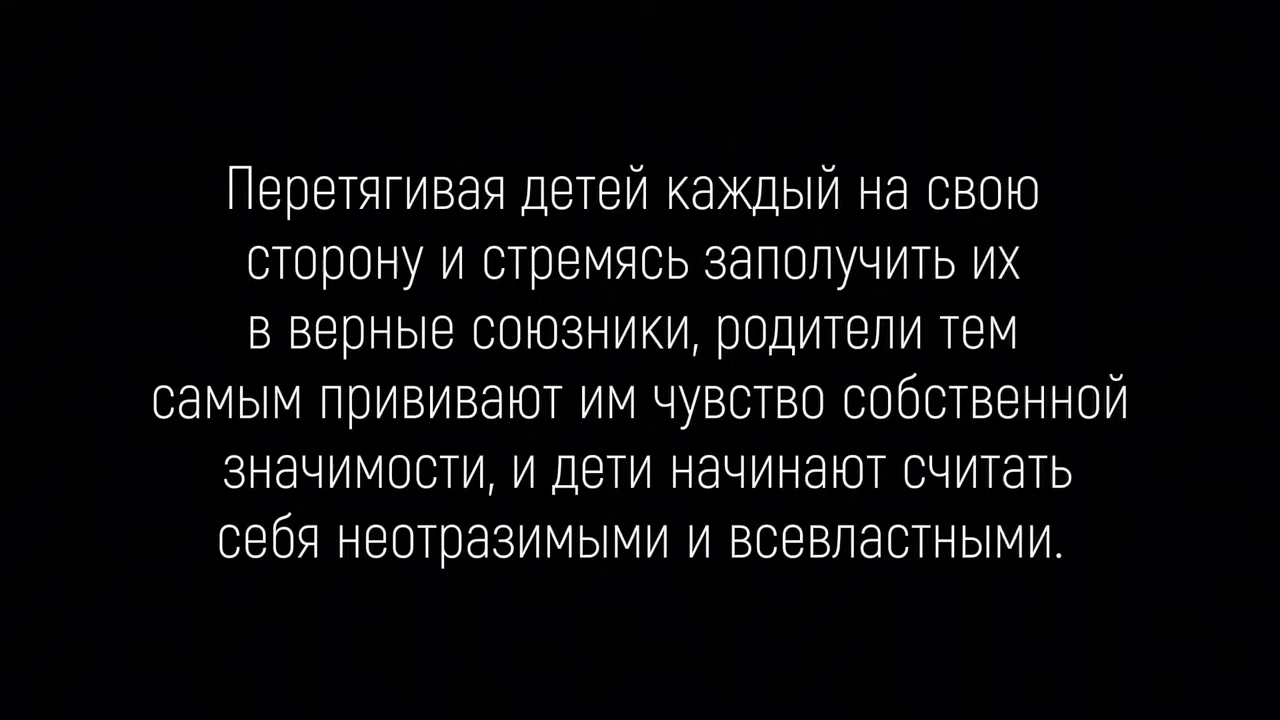 Перетягивая детей каждый на свою
сторону и стремясь заполучить их
в верные союзники, родители тем
самым прививают им чувство собственной
значимости, и дети начинают считать
себя неотразимыми и всевластными.